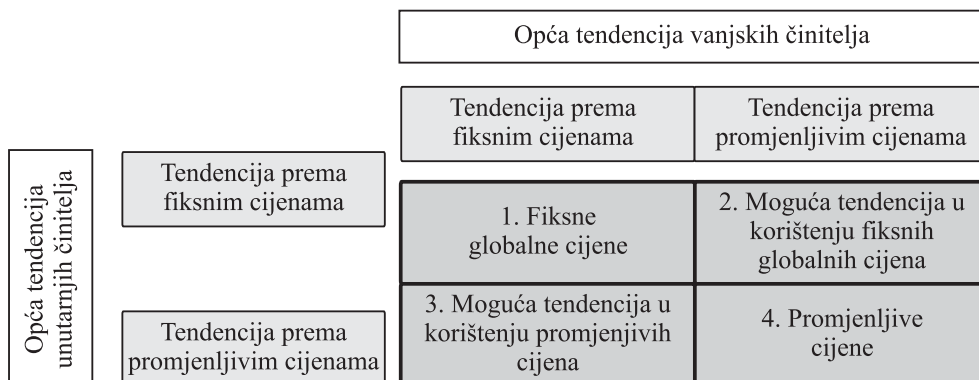 Opća tendencija vanjskih činitelja
Tendencija prema
fiksnim cijenama
Tendencija prema
promjenljivim cijenama
Opća tendencija
unutarnjih činitelja
Tendencija prema
fiksnim cijenama
1. Fiksne
globalne cijene
2. Moguća tendencija u
korištenju fiksnih
globalnih cijena
Tendencija prema
promjenljivim cijenama
3. Moguća tendencija u
korištenju promjenjivih
cijena
4. Promjenljive
cijene